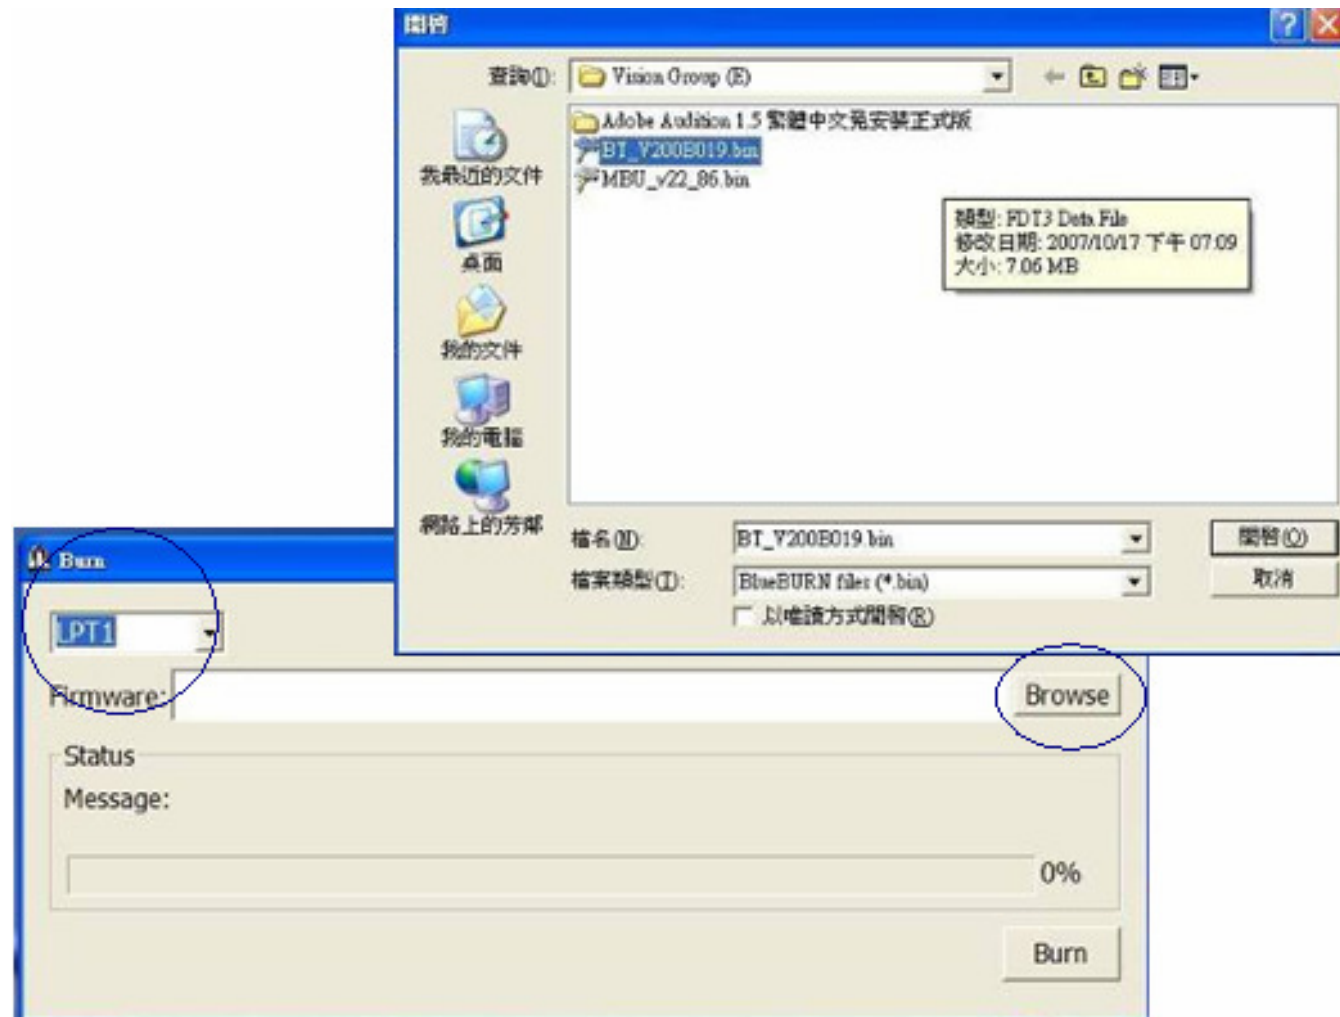 開啟
查詢(I):
Vision Group (E)
Adobe Audition 1.5 繁體中文免安裝正式版
BT_V200B019.bin
MBU_v22_86.bin
類型: FDT3 Data File
修改日期: 2007/10/17 下午 07:09
大小: 7.06 MB
我最近的文件
桌面
我的文件
我的電腦
網路上的芳鄰
檔名(N):
BT_V200B019.bin
開啟(O)
檔案類型(T):
BlueBURN files (*.bin)
取消
以唯讀方式開啟(R)
Burn
LPT1
Firmware:
Browse
Status
Message:
0%
Burn